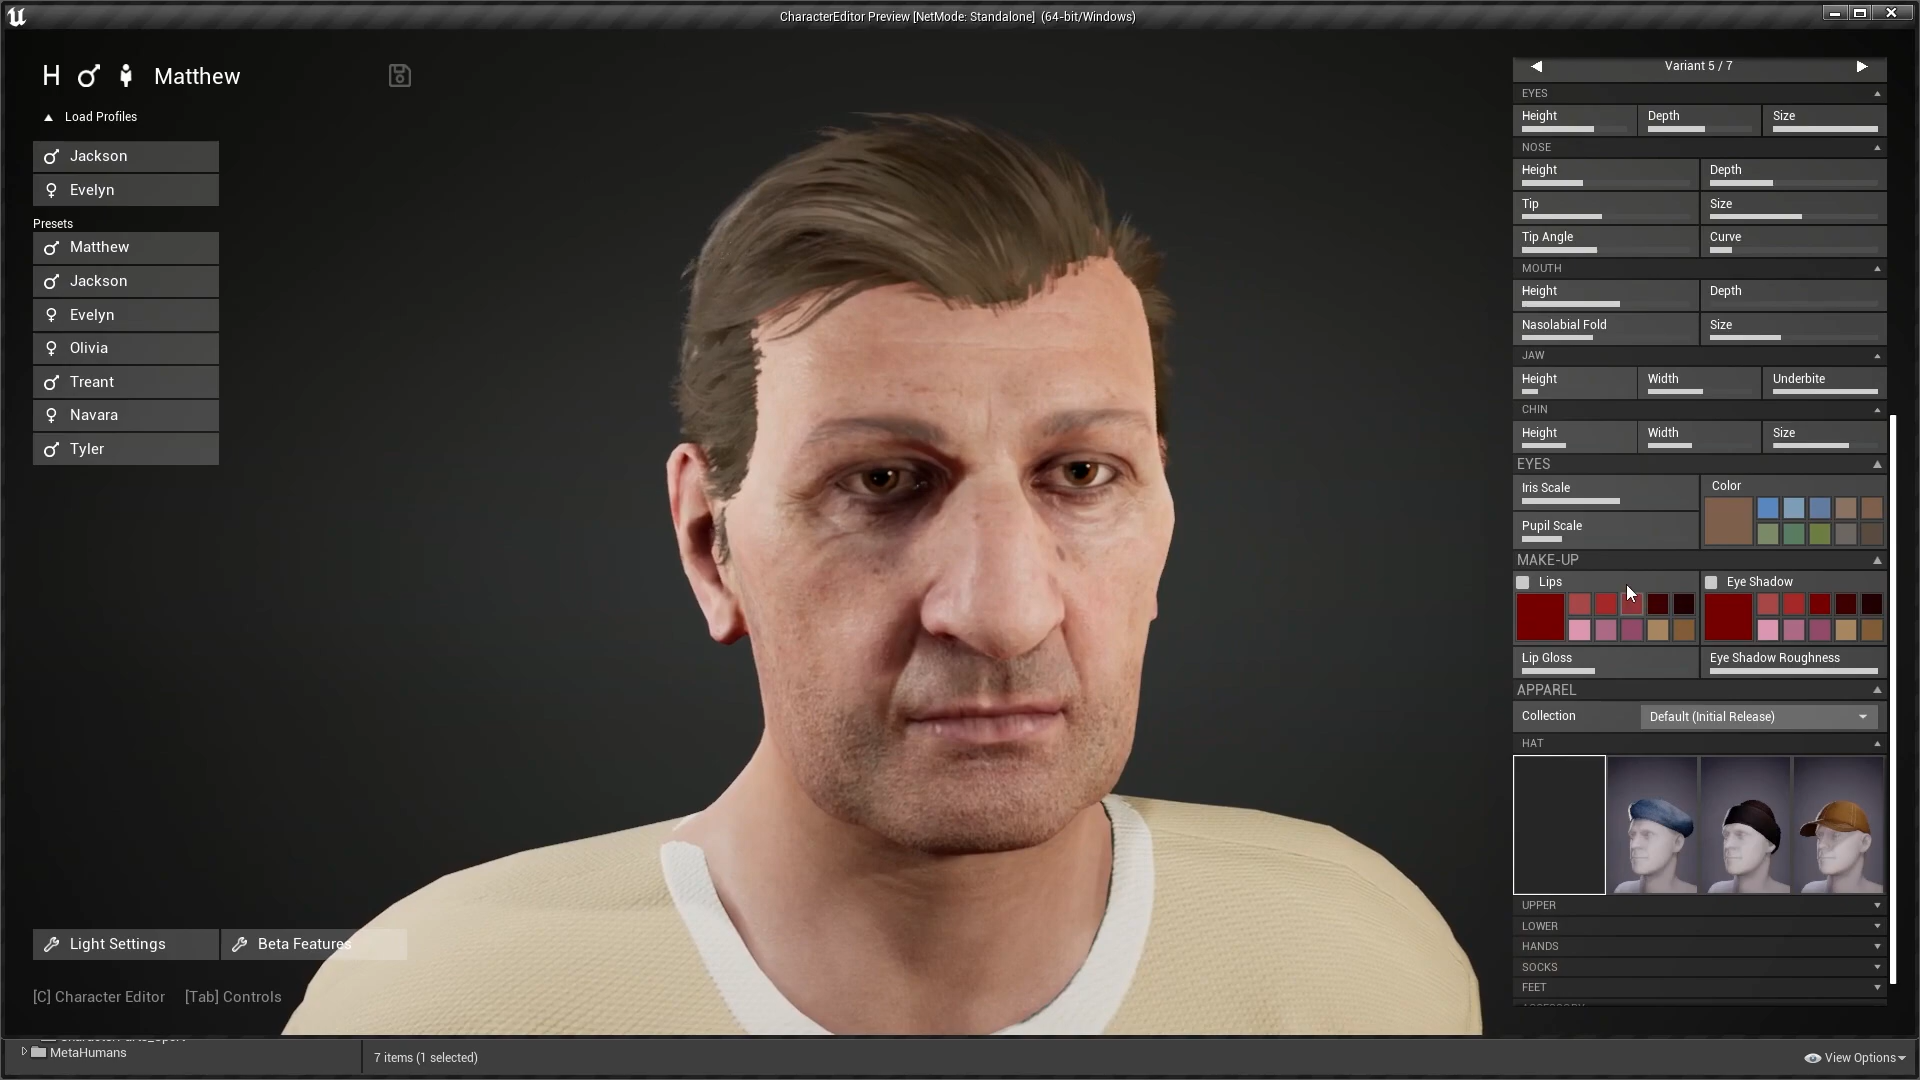 CharacterEditor Preview [NetMode: Standalone]  (64-bit/Windows)
H Matthew
Load Profiles
Jackson
Evelyn
Presets
Matthew
Jackson
Evelyn
Olivia
Treant
Navara
Tyler
Light Settings
Beta Features
[C] Character Editor [Tab] Controls
Variant 5 / 7
EYES
Height Depth Size
NOSE
Height Depth
Tip Size
Tip Angle Curve
MOUTH
Height Depth
Nasolabial Fold Size
JAW
Height Width Underbite
CHIN
Height Width Size
EYES
Iris Scale Color
Pupil Scale
MAKE-UP
Lips Eye Shadow
Lip Gloss Eye Shadow Roughness
APPAREL
Collection Default (Initial Release)
HAT
UPPER
LOWER
HANDS
SOCKS
FEET
MetaHumans
7 items (1 selected)
View Options